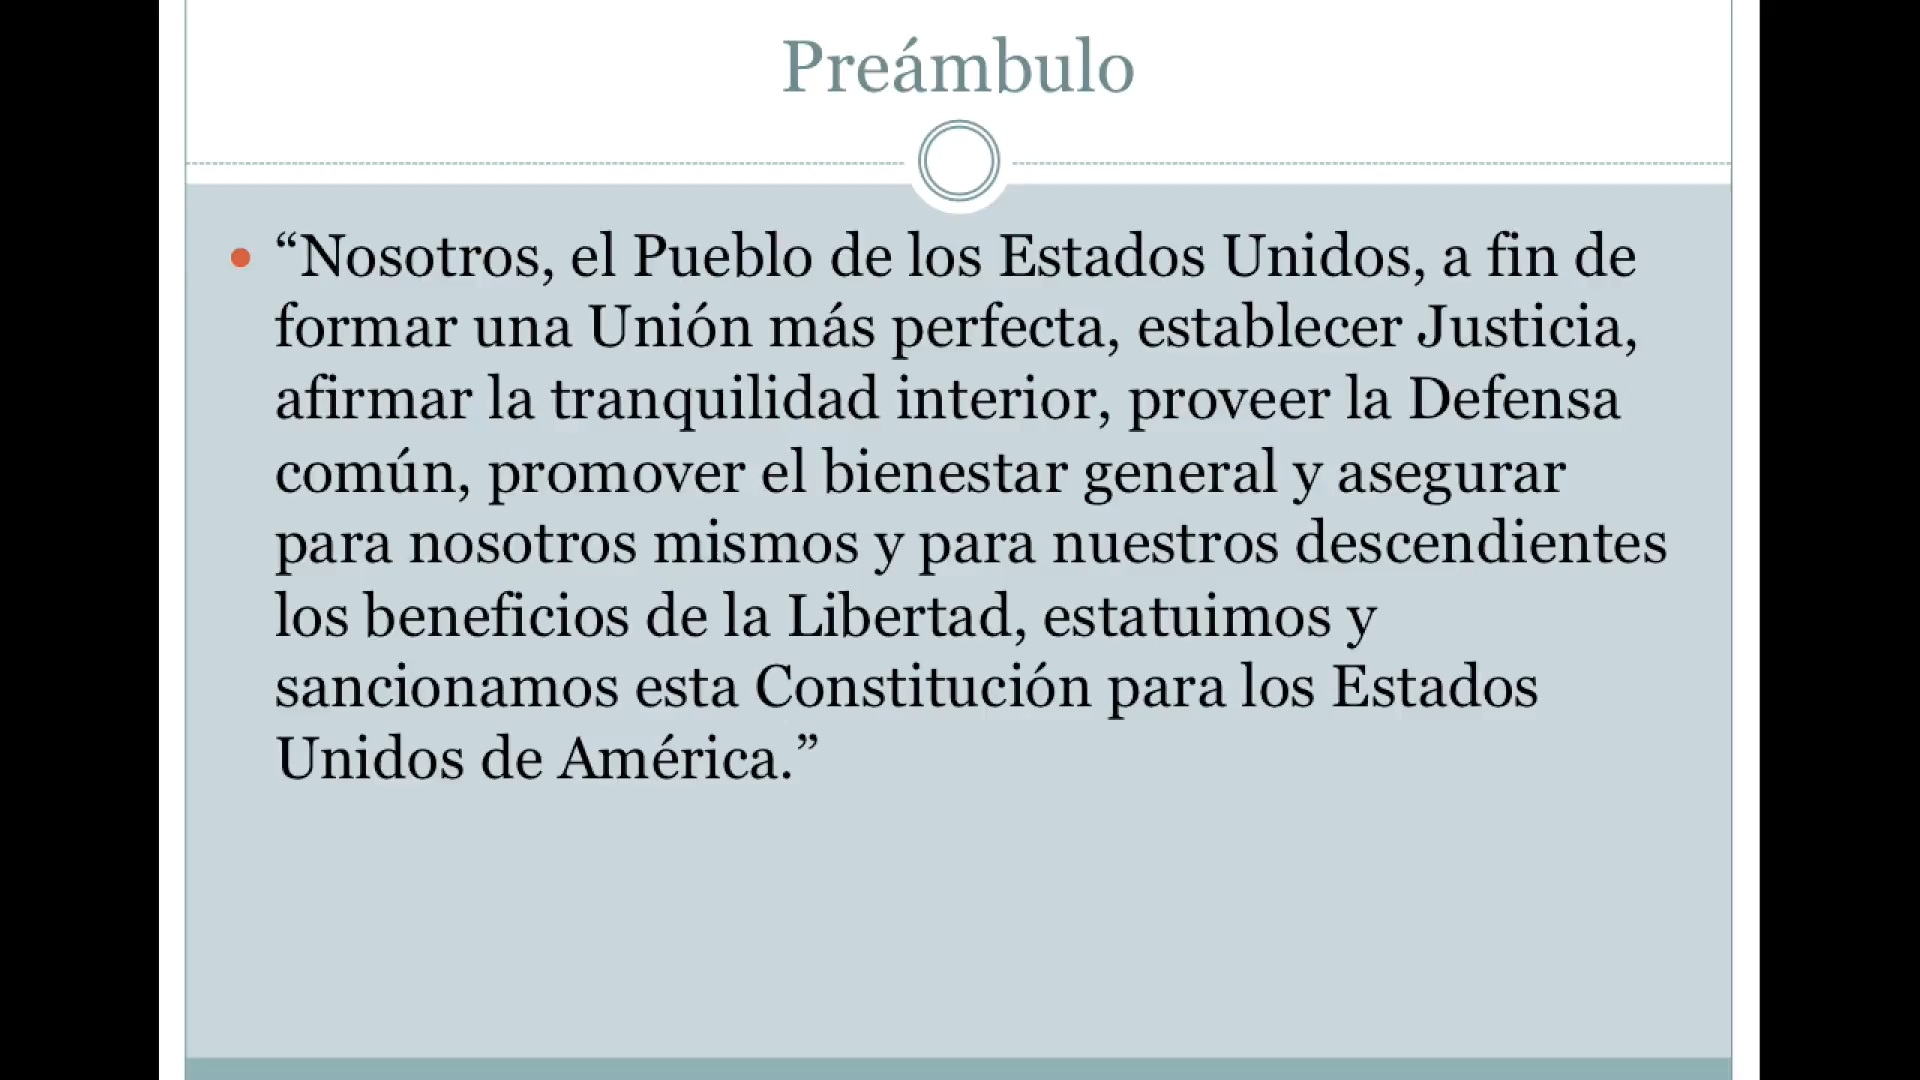 Preámbulo
• “Nosotros, el Pueblo de los Estados Unidos, a fin de
formar una Unión más perfecta, establecer Justicia,
afirmar la tranquilidad interior, proveer la Defensa
común, promover el bienestar general y asegurar
para nosotros mismos y para nuestros descendientes
los beneficios de la Libertad, estatuimos y
sancionamos esta Constitución para los Estados
Unidos de América.”